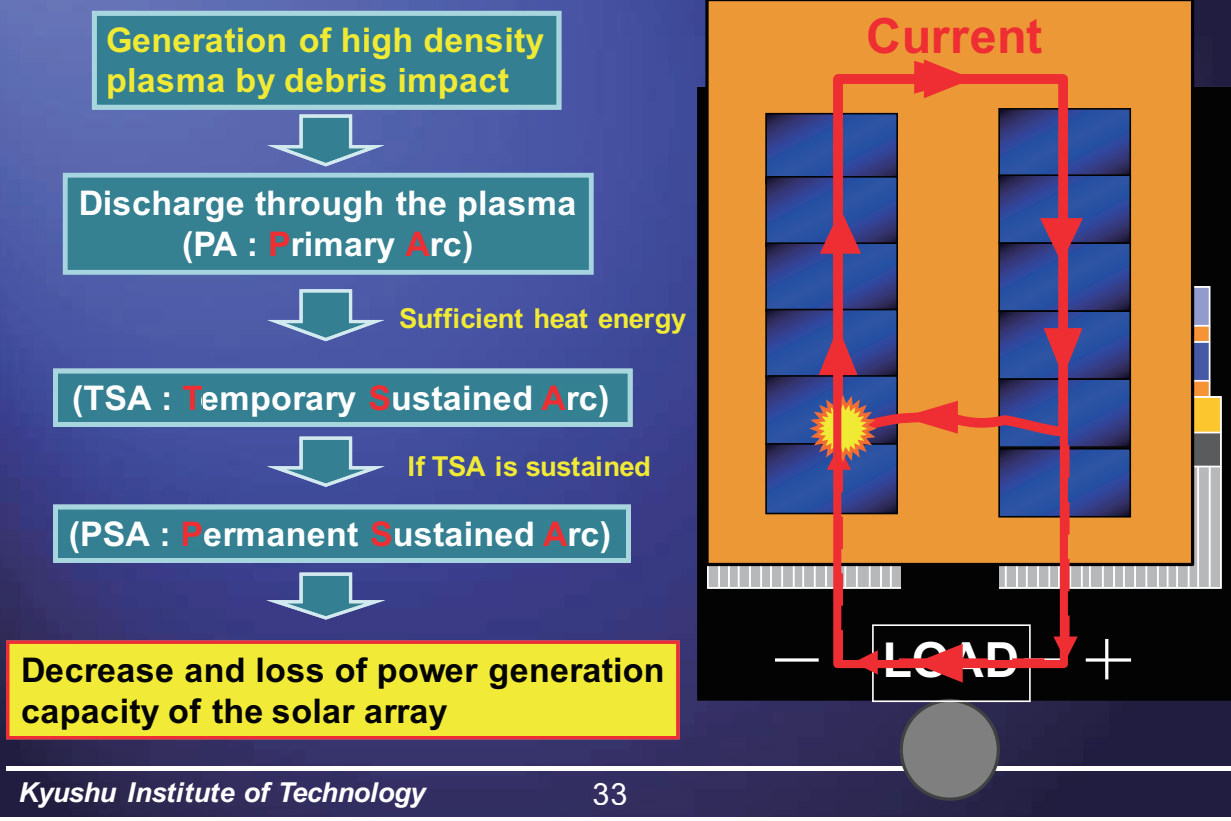 Generation of high density
plasma by debris impact
Discharge through the plasma
(PA : Primary Arc)
Sufficient heat energy
(TSA : Temporary Sustained Arc)
If TSA is sustained
(PSA : Permanent Sustained Arc)
Decrease and loss of power generation
capacity of the solar array
Current
— LOAD +
Kyushu Institute of Technology
33